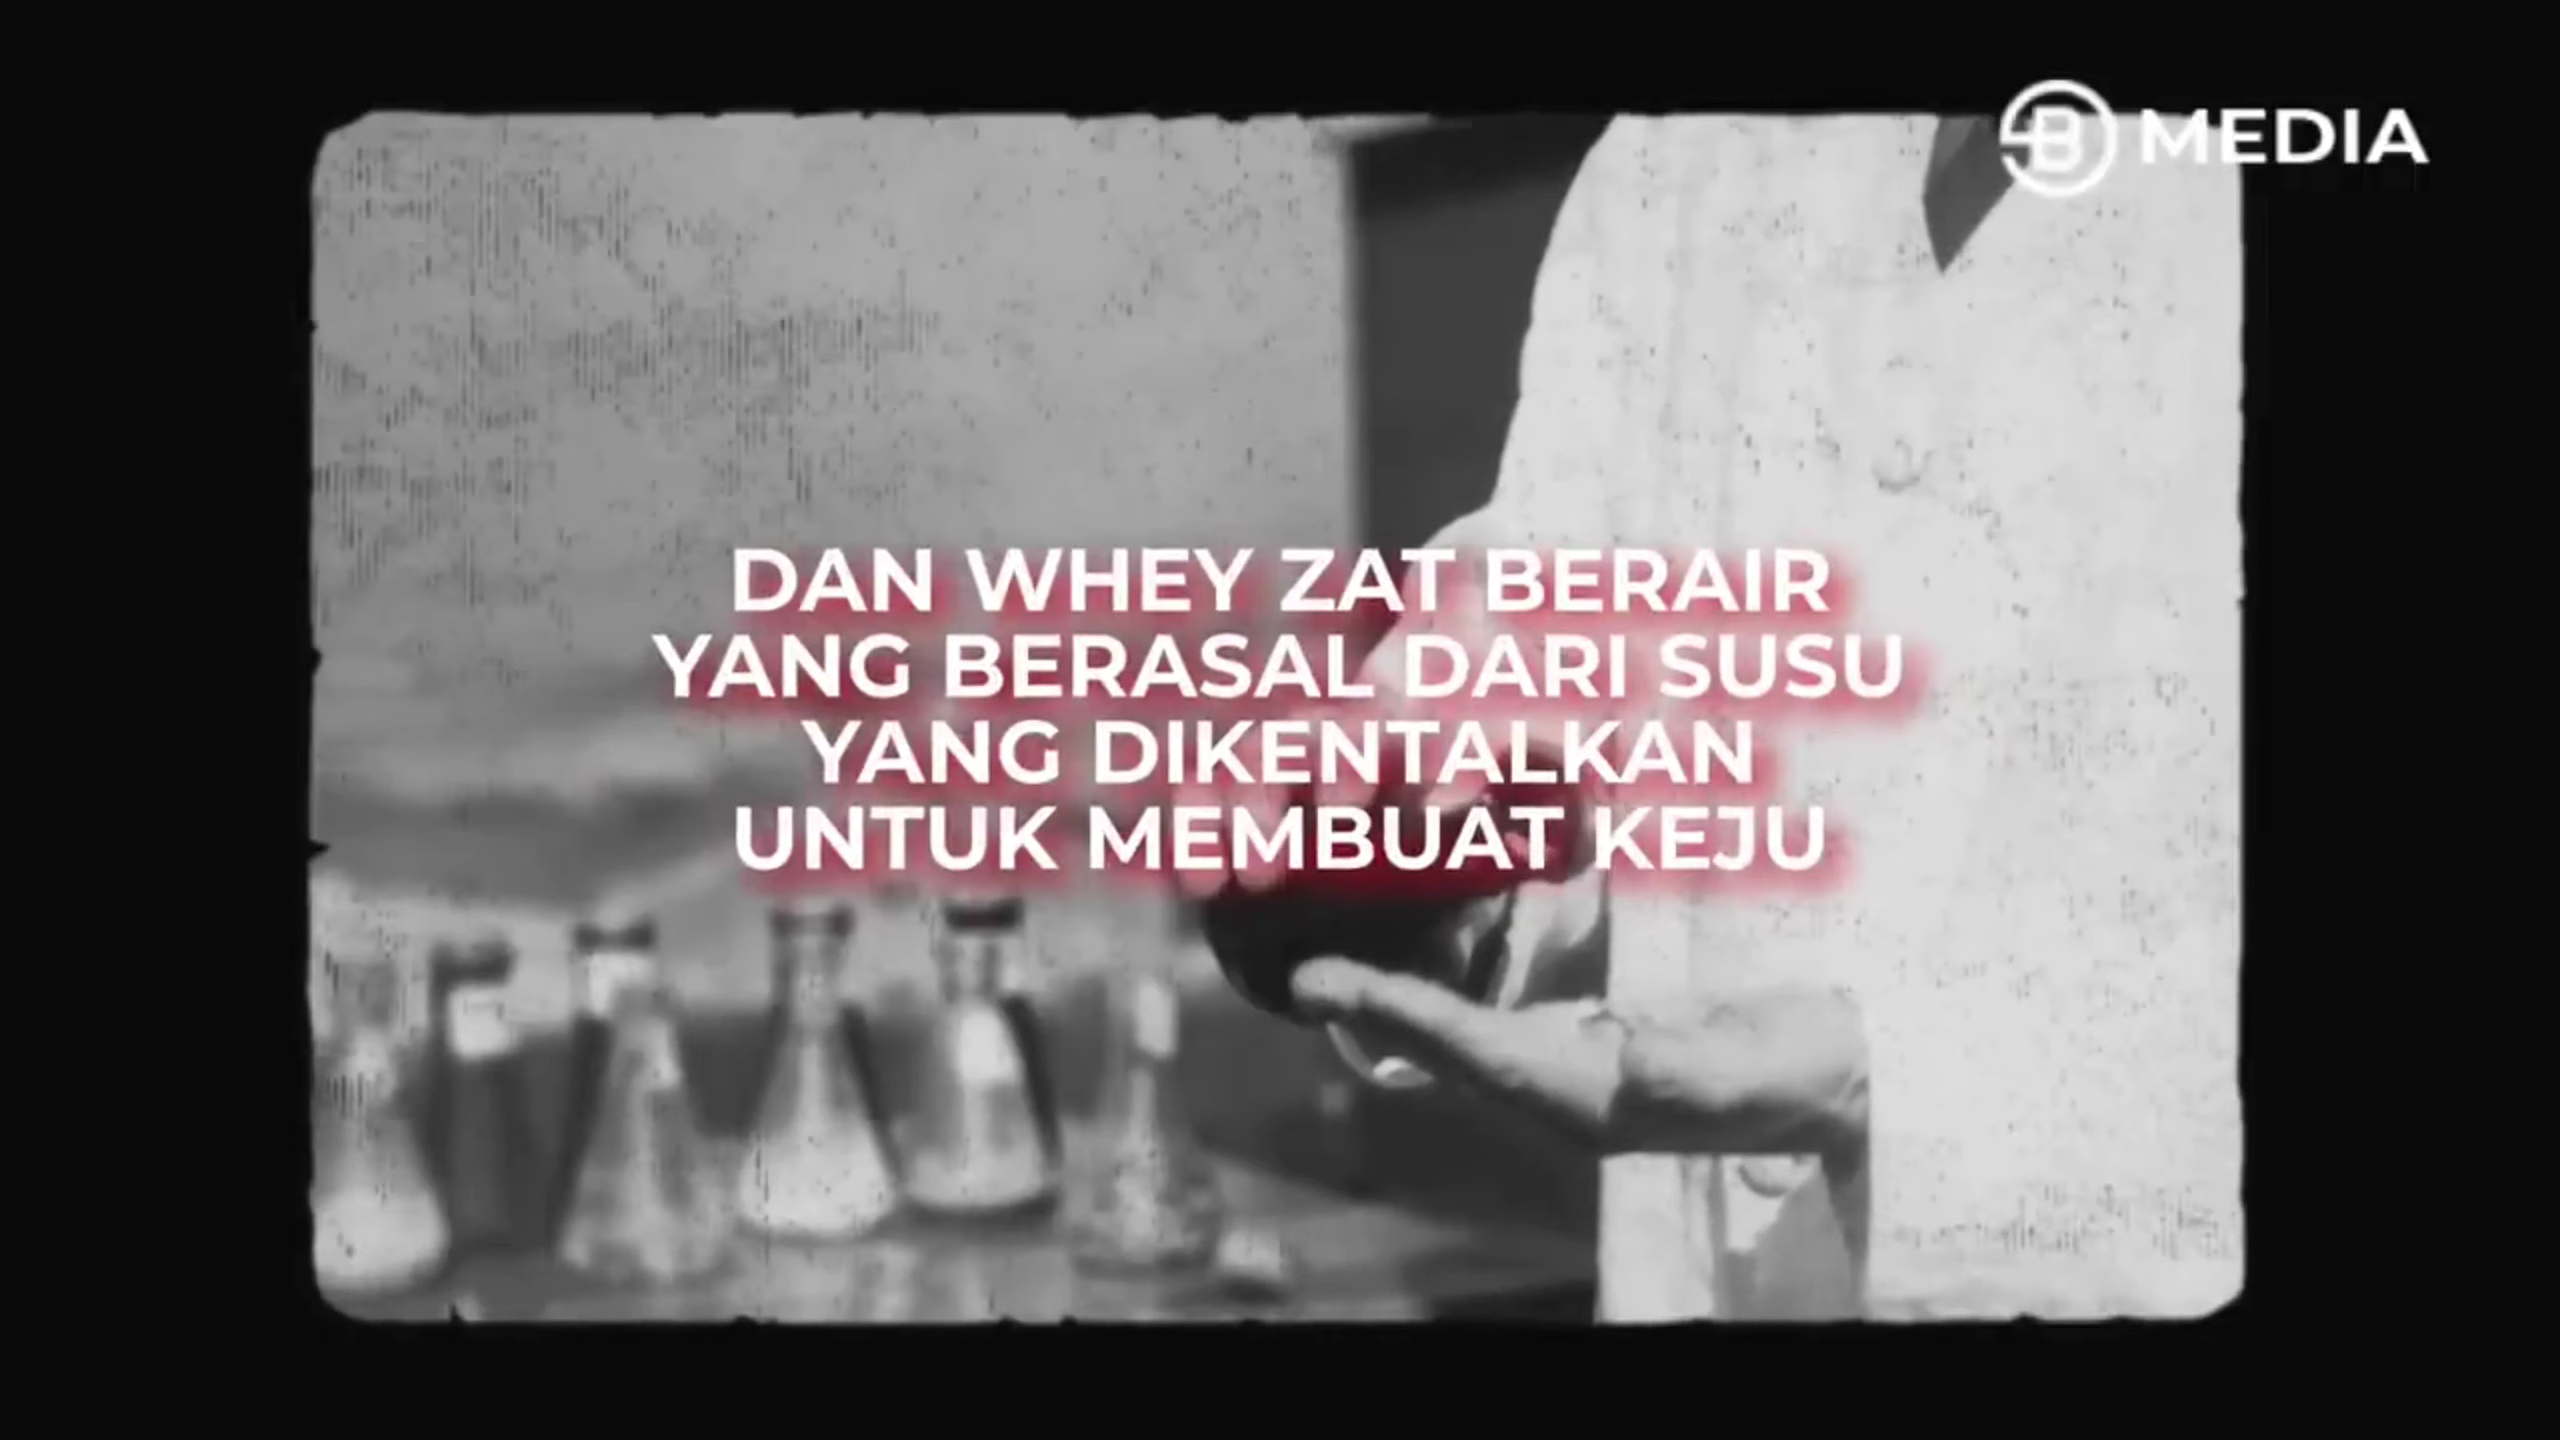 MEDIA
DAN WHEY ZAT BERAIR
YANG BERASAL DARI SUSU
YANG DIKENTALKAN
UNTUK MEMBUAT KEJU